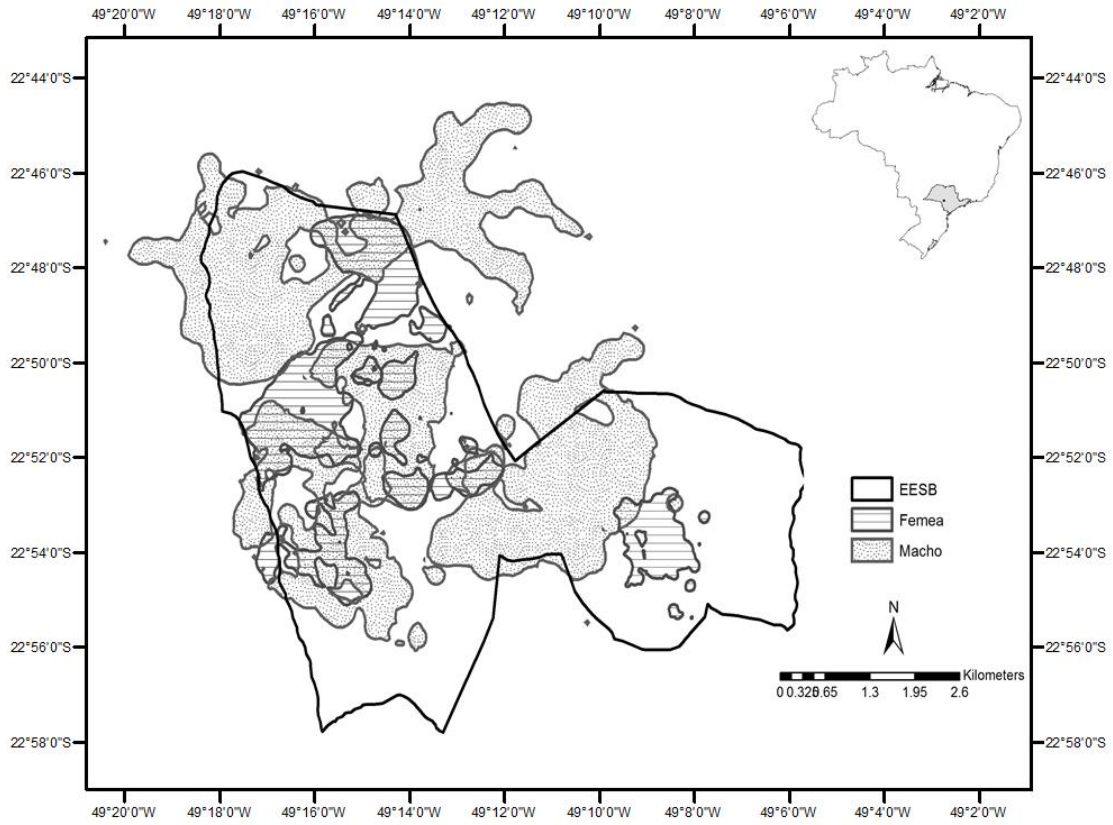 49°20'0"W 49°18'0"W 49°16'0"W 49°14'0"W 49°12'0"W 49°10'0"W 49°8'0"W 49°6'0"W 49°4'0"W 49°2'0"W
22°44'0"S 22°44'0"S
22°46'0"S 22°46'0"S
22°48'0"S 22°48'0"S
22°50'0"S 22°50'0"S
22°52'0"S 22°52'0"S
EESB
Femea
Macho
22°54'0"S 22°54'0"S
N
22°56'0"S 22°56'0"S
Kilometers
0 0.325 0.65 1.3 1.95 2.6
22°58'0"S 22°58'0"S
49°20'0"W 49°18'0"W 49°16'0"W 49°14'0"W 49°12'0"W 49°10'0"W 49°8'0"W 49°6'0"W 49°4'0"W 49°2'0"W